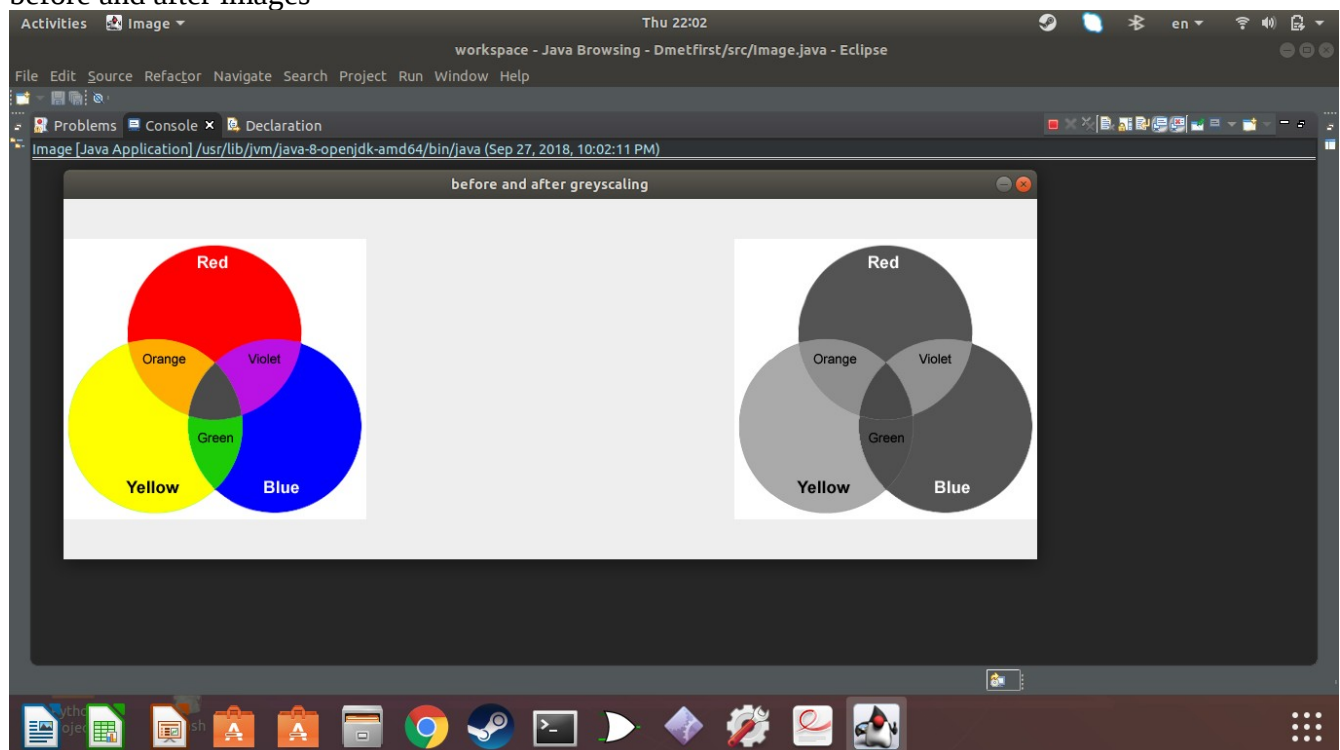 before and after images
Activities Image Thu 22:02 en
workspace - Java Browsing - Dmetfirst/src/Image.java - Eclipse
File Edit Source Refactor Navigate Search Project Run Window Help
Problems Console Declaration
Image [Java Application] /usr/lib/jvm/java-8-openjdk-amd64/bin/java (Sep 27, 2018, 10:02:11 PM)
before and after greyscaling
Red Red
Orange Violet Orange Violet
Green Green
Yellow Blue Yellow Blue